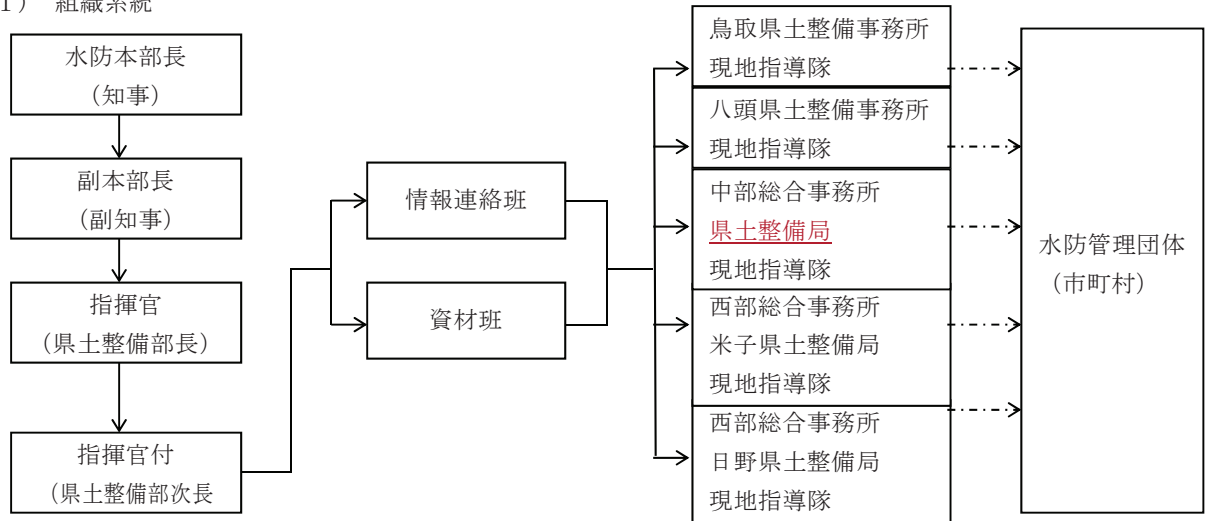 １） 組織系統
水防本部長
（知事）
副本部長
（副知事）
指揮官
（県土整備部長）
指揮官付
（県土整備部次長
情報連絡班
資材班
鳥取県土整備事務所
現地指導隊
八頭県土整備事務所
現地指導隊
中部総合事務所
県土整備局
現地指導隊
西部総合事務所
米子県土整備局
現地指導隊
西部総合事務所
日野県土整備局
現地指導隊
水防管理団体
（市町村）